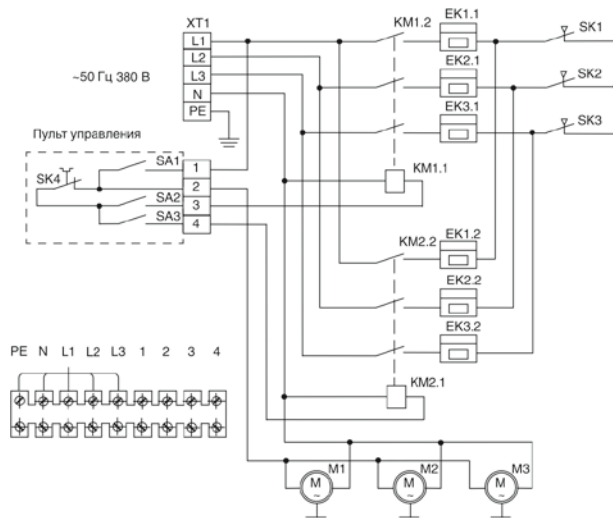 XT1
L1
L2
L3
N
PE
~50 Гц 380 В
KM1.2
EK1.1
SK1
EK2.1
SK2
EK3.1
SK3
KM1.1
Пульт управления
SK4
SA1
SA2
SA3
1
2
3
4
KM2.2
EK1.2
EK2.2
EK3.2
KM2.1
PE N L1 L2 L3 1 2 3 4
M1
M2
M3
M
~
M
~
M
~